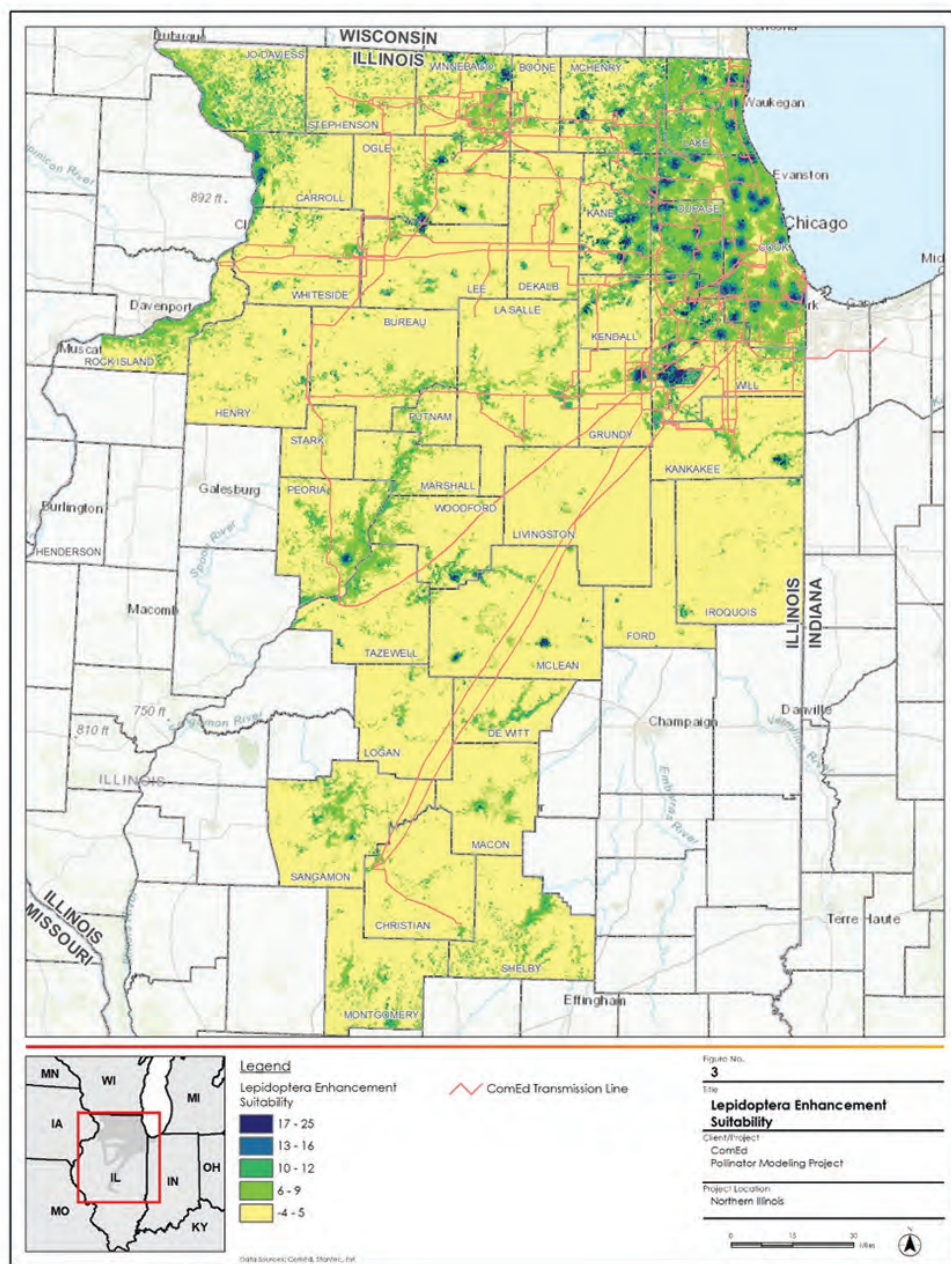 WISCONSIN
ILLINOIS
Dubuque
JO DAVIESS
WINNEBAGO
BOONE
MCHENRY
Waukegan
STEPHENSON
OGLE
LAKE
Evanston
892 ft
CARROLL
KANE
DUPAGE
Chicago
COOK
WHITESIDE
LEE
DEKALB
Davenport
BUREAU
LA SALLE
KENDALL
Muscat
ROCK ISLAND
WILL
HENRY
PUTNAM
GRUNDY
STARK
KANKAKEE
Galesburg
PEORIA
MARSHALL
WOODFORD
Burlington
LIVINGSTON
Spoon River
HENDERSON
Macomb
ILLINOIS
INDIANA
IROQUOIS
FORD
TAZEWELL
MCLEAN
750 ft
810 ft
Champaign
Danville
DE WITT
LOGAN
ILLINOIS
Embarras River
MACON
SANGAMON
ILLINOIS
MISSOURI
CHRISTIAN
Terre Haute
SHELBY
Effingham
MONTGOMERY
MN
WI
MI
IA
IL
IN
OH
MO
KY
Legend
Lepidoptera Enhancement
Suitability
17 - 25
13 - 16
10 - 12
6 - 9
-4 - 5
ComEd Transmission Line
Figure No.
3
Title
Lepidoptera Enhancement
Suitability
Client/Project
ComEd
Pollinator Modeling Project
Project Location
Northern Illinois
0 15 30
Miles
N
Data Sources: ComEd, Stantec, Esri